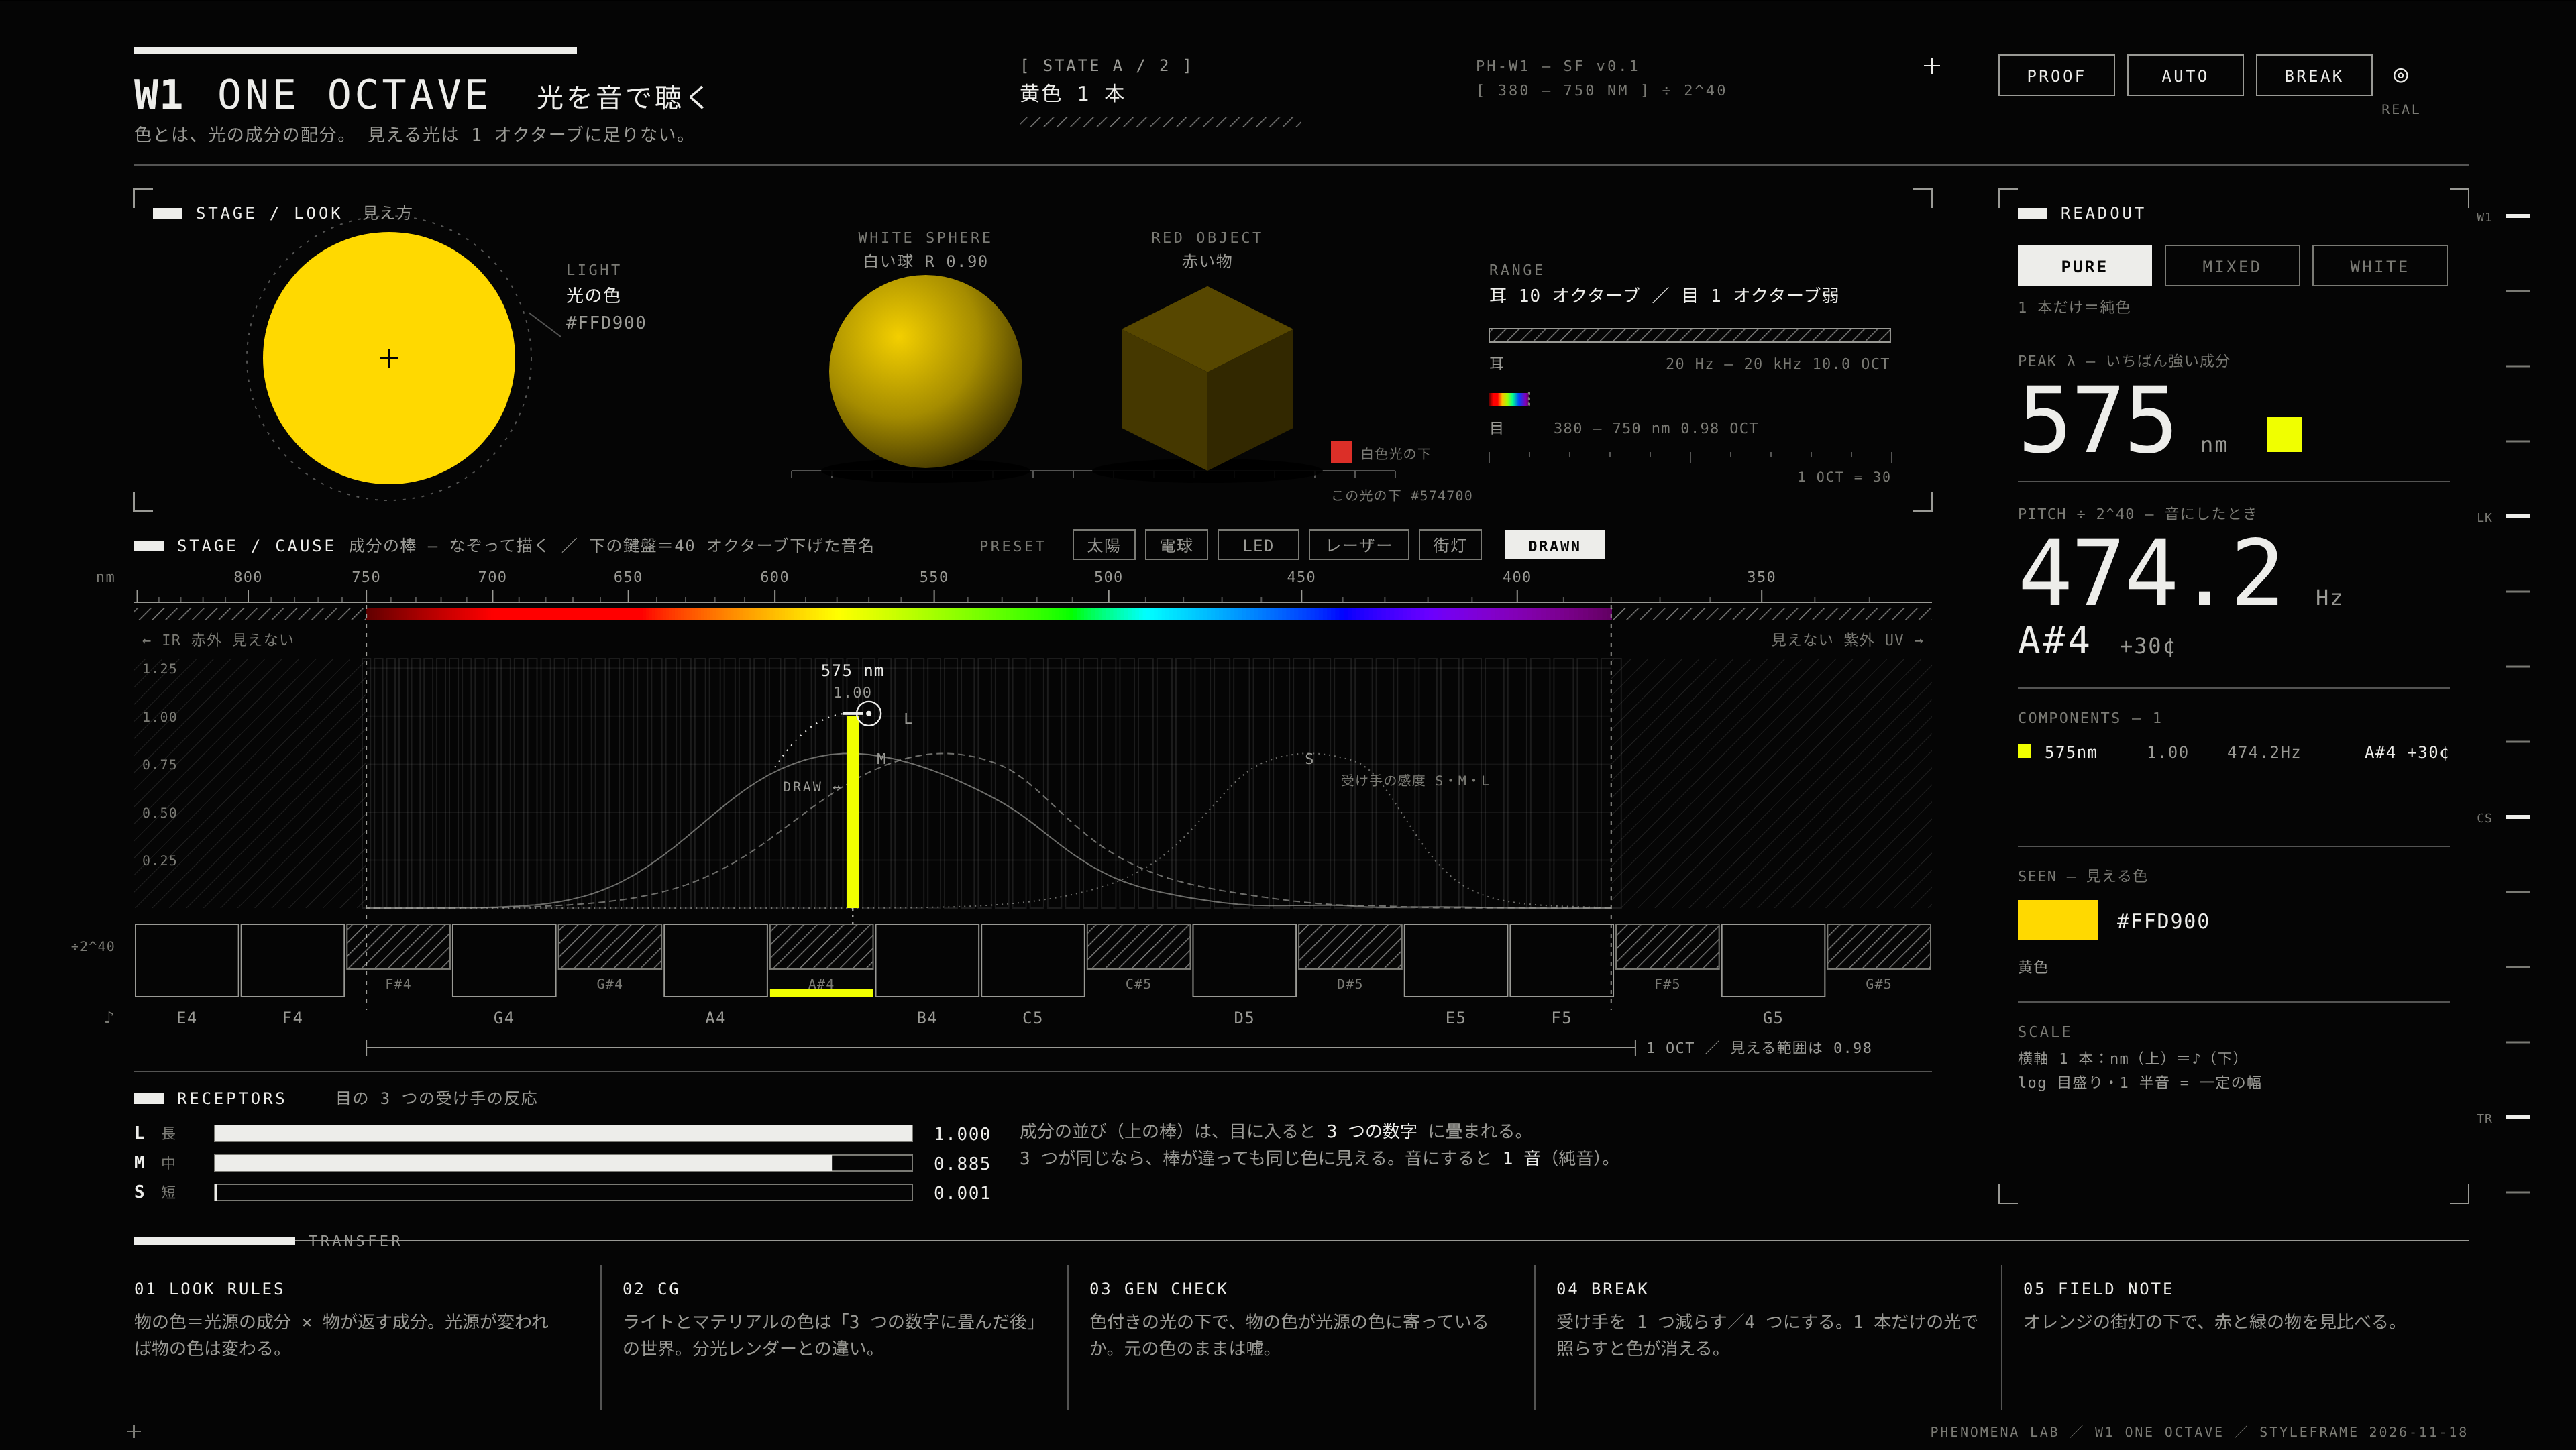 W1 ONE OCTAVE 光を音で聴く
色とは、光の成分の配分。 見える光は 1 オクターブに足りない。
[ STATE A / 2 ]
黄色 1 本
PH-W1 — SF v0.1
[ 380 — 750 NM ] ÷ 2^40
PROOF
AUTO
BREAK
◎
REAL
STAGE / LOOK 見え方
LIGHT
光の色
#FFD900
WHITE SPHERE
白い球 R 0.90
RED OBJECT
赤い物
白色光の下
この光の下 #574700
RANGE
耳 10 オクターブ ／ 目 1 オクターブ弱
耳 20 Hz — 20 kHz 10.0 OCT
目 380 — 750 nm 0.98 OCT
1 OCT = 30
STAGE / CAUSE 成分の棒 — なぞって描く ／ 下の鍵盤＝40 オクターブ下げた音名
PRESET 太陽 電球 LED レーザー 街灯 DRAWN
nm 800 750 700 650 600 550 500 450 400 350
← IR 赤外 見えない
見えない 紫外 UV →
1.25
1.00
0.75
0.50
0.25
575 nm
1.00
L
M
S
DRAW →
受け手の感度 S・M・L
÷2^40
F#4 G#4 A#4 C#5 D#5 F#5 G#5
♪ E4 F4 G4 A4 B4 C5 D5 E5 F5 G5
1 OCT ／ 見える範囲は 0.98
RECEPTORS 目の 3 つの受け手の反応
L 長 1.000
M 中 0.885
S 短 0.001
成分の並び（上の棒）は、目に入ると 3 つの数字 に畳まれる。
3 つが同じなら、棒が違っても同じ色に見える。音にすると 1 音（純音）。
READOUT
PURE
MIXED
WHITE
1 本だけ＝純色
PEAK λ — いちばん強い成分
575 nm
PITCH ÷ 2^40 — 音にしたとき
474.2 Hz
A#4 +30¢
COMPONENTS — 1
575nm 1.00 474.2Hz A#4 +30¢
SEEN — 見える色
#FFD900
黄色
SCALE
横軸 1 本：nm（上）＝♪（下）
log 目盛り・1 半音 = 一定の幅
W1
LK
CS
TR
TRANSFER
01 LOOK RULES
物の色＝光源の成分 × 物が返す成分。光源が変われ
ば物の色は変わる。
02 CG
ライトとマテリアルの色は「3 つの数字に畳んだ後」
の世界。分光レンダーとの違い。
03 GEN CHECK
色付きの光の下で、物の色が光源の色に寄っている
か。元の色のままは嘘。
04 BREAK
受け手を 1 つ減らす／4 つにする。1 本だけの光で
照らすと色が消える。
05 FIELD NOTE
オレンジの街灯の下で、赤と緑の物を見比べる。
PHENOMENA LAB ／ W1 ONE OCTAVE ／ STYLEFRAME 2026-11-18